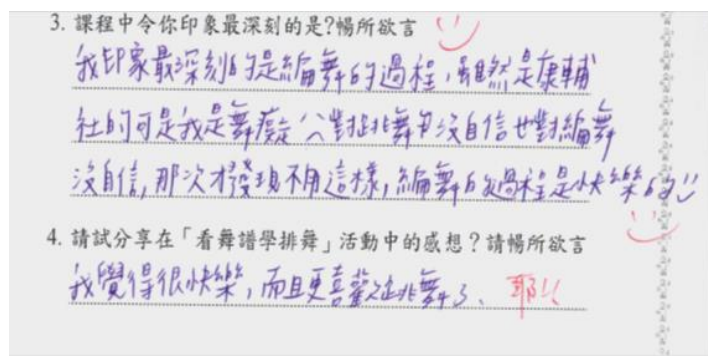 3. 課程中令你印象最深刻的是?暢所欲言
我印象最深刻的是編舞的過程,雖然是康輔
社的可是我是舞癡^^對跳舞也沒自信也對編舞
沒自信,那次才發現不用這樣,編舞的過程是快樂的!!
4. 請試分享在「看舞譜學排舞」活動中的感想?請暢所欲言
我覺得很快樂,而且更喜歡跳舞了、 耶!!